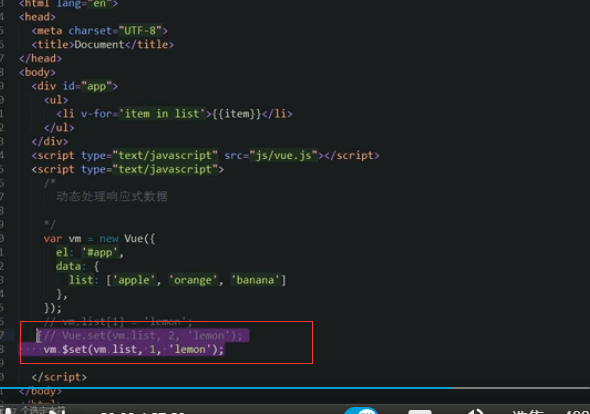 <html lang="en">
<head>
<meta charset="UTF-8">
<title>Document</title>
</head>
<body>
<div id="app">
<ul>
<li v-for='item in list'>{{item}}</li>
</ul>
</div>
<script type="text/javascript" src="js/vue.js"></script>
<script type="text/javascript">
/*
动态处理响应式数据
*/
var vm = new Vue({
el: '#app',
data: {
list: ['apple', 'orange', 'banana']
},
});
// vm.list[1] = 'lemon';
// Vue.set(vm.list, 2, 'lemon');
vm.$set(vm.list, 1, 'lemon');
</script>
</body>